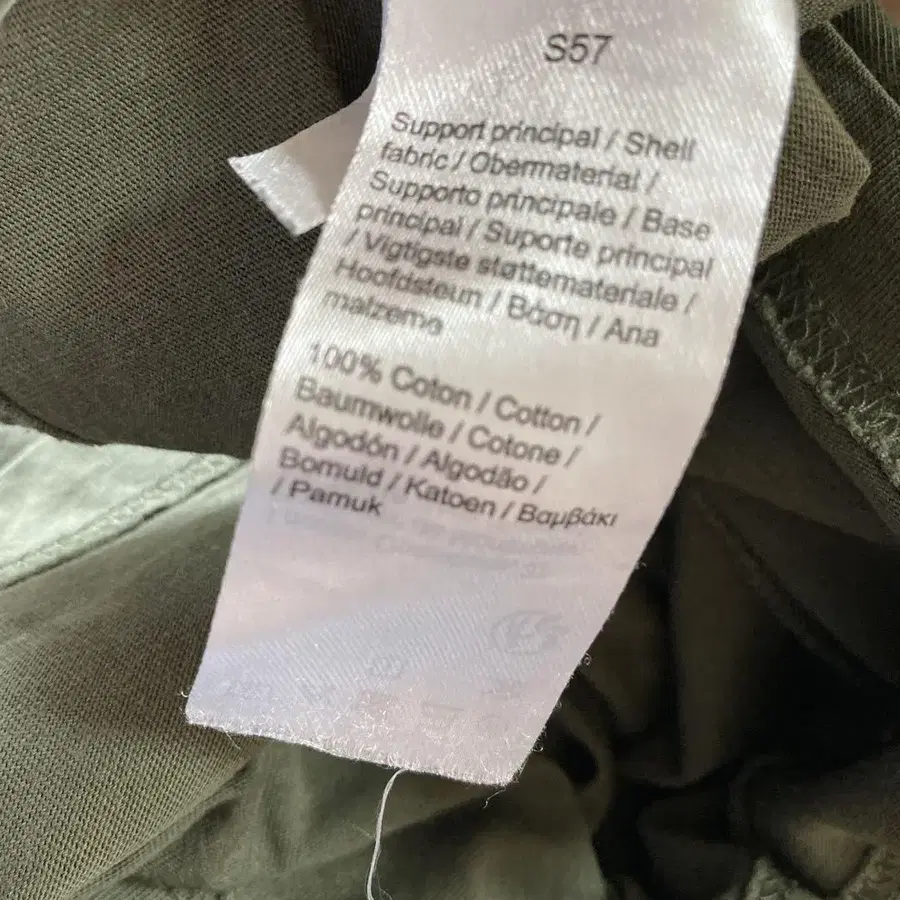 S57
Support principal / Shell
fabric / Obermaterial /
Supporto principale / Base
principal / Suporte principal
/ Vigtigste støttemateriale /
Hoofdsteun / Βάση / Ana
malzeme
100% Coton / Cotton /
Baumwolle / Cotone /
Algodón / Algodão /
Bomuld / Katoen / Βαμβάκι
/ Pamuk